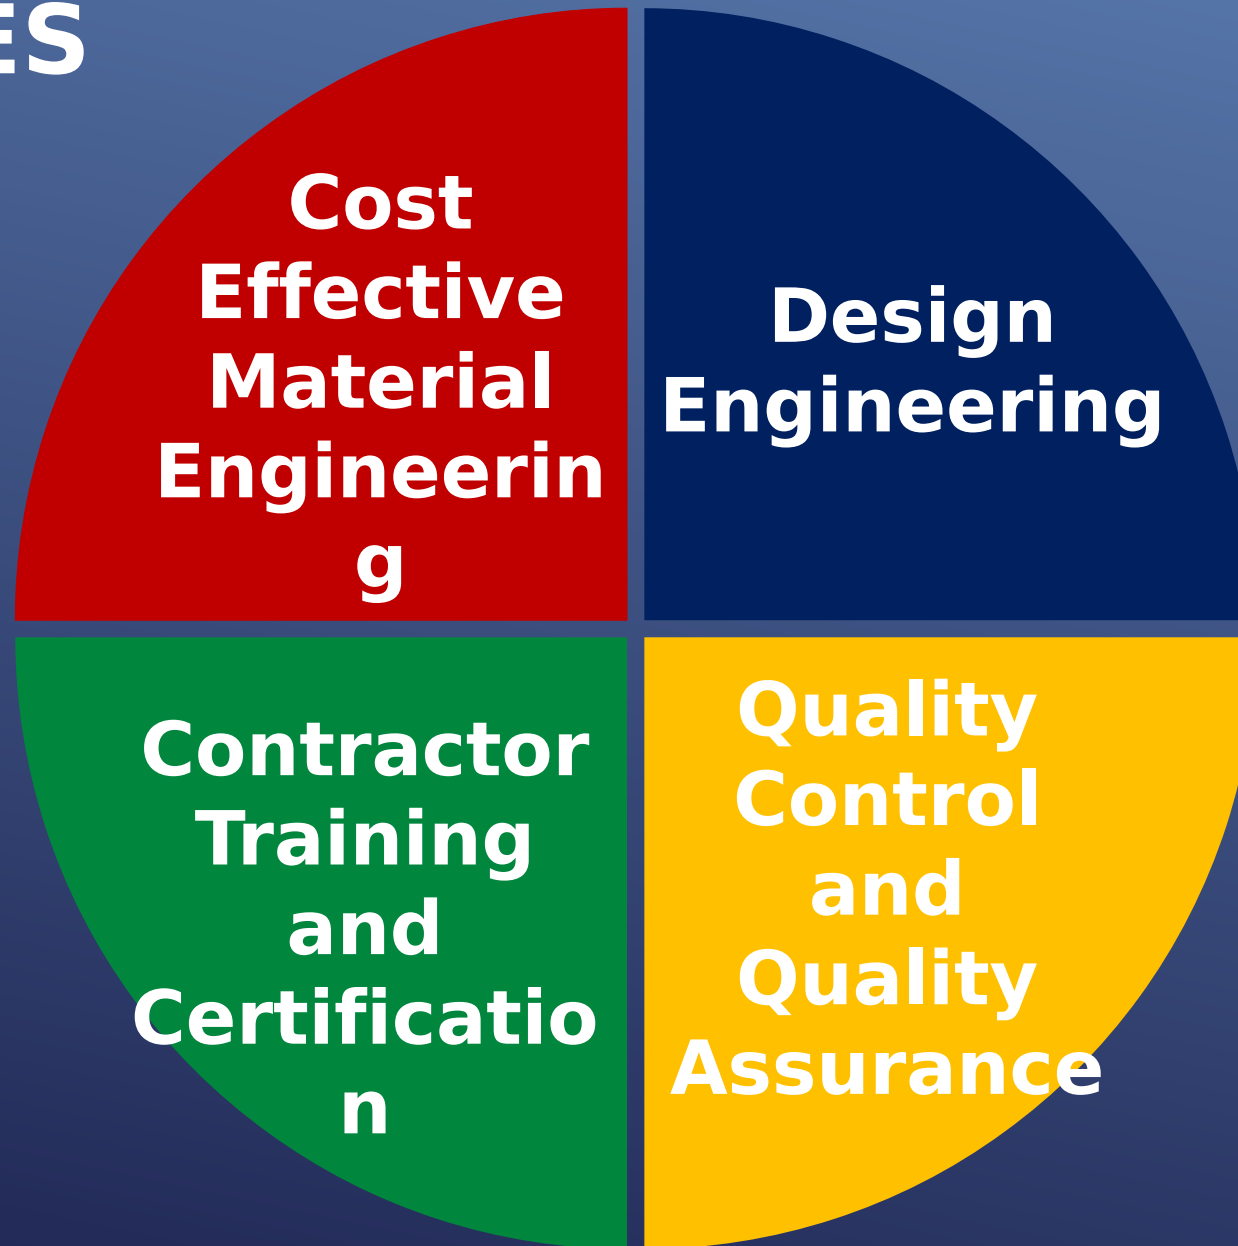 ES
Cost
Effective
Material
Engineerin
g
Design
Engineering
Contractor
Training
and
Certificatio
n
Quality
Control
and
Quality
Assurance